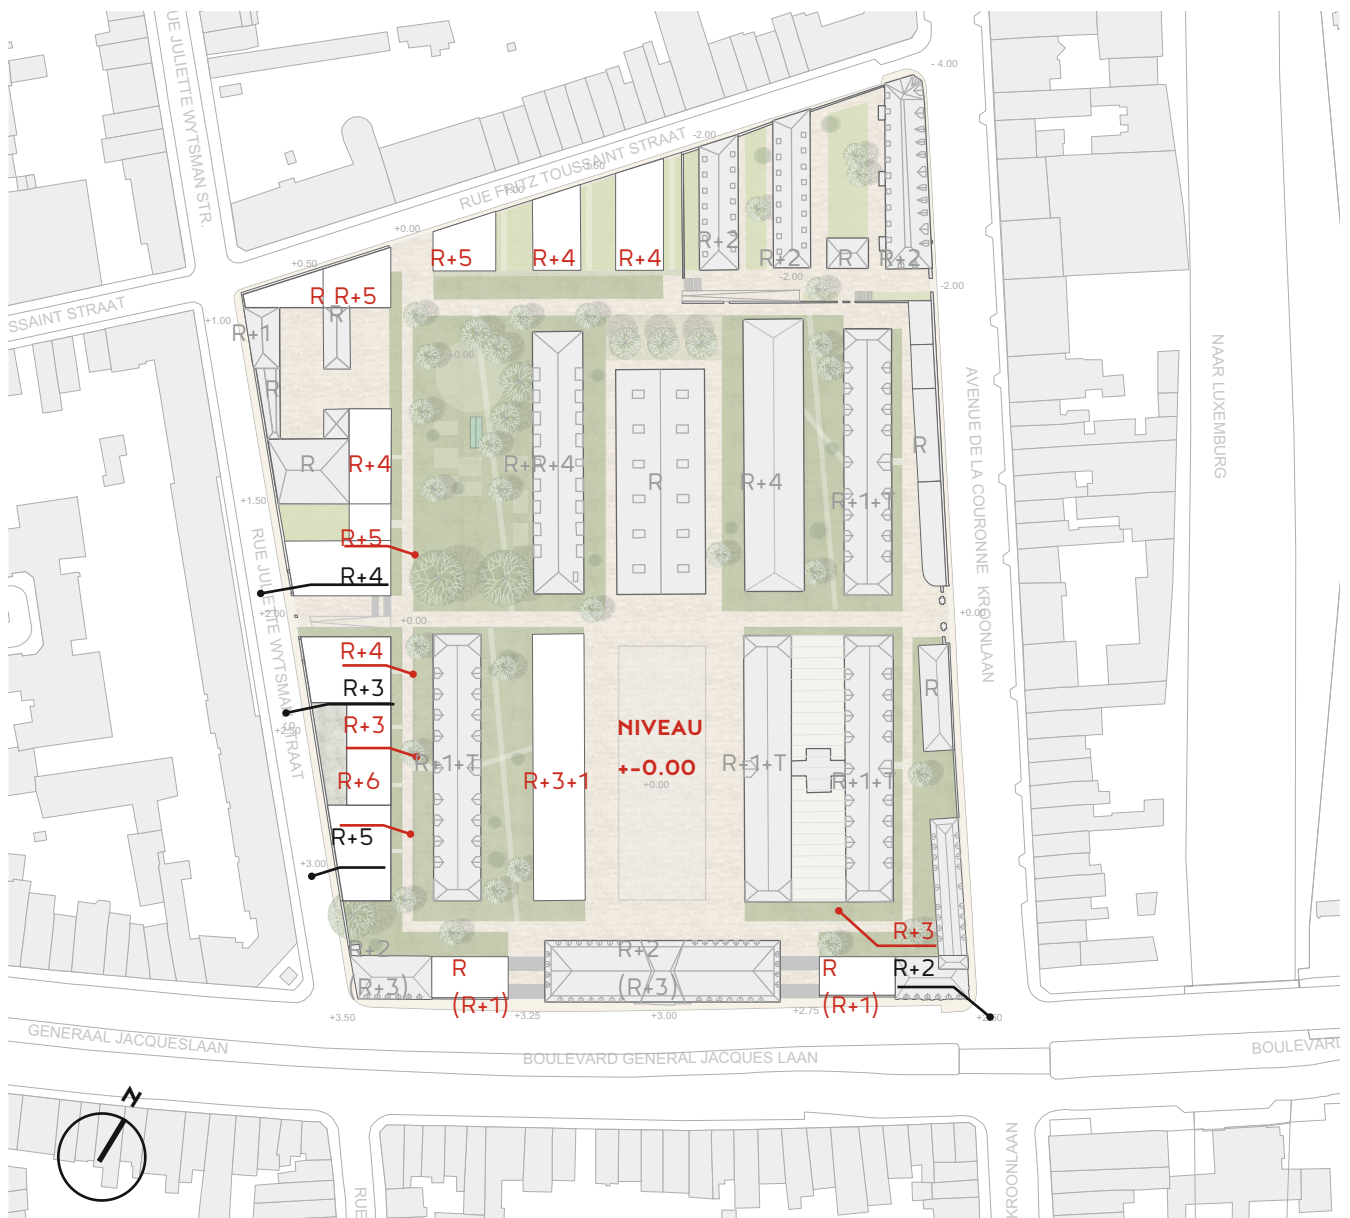 UE JULIETTE WYTSMAN STR.
- 4.00
-2.00
RUE FRITZ TOUSSAINT STRAAT
+0.00
R+5
R+4
R+4
R+2
R+2
R
R+2
-2.00
-2.00
+0.50
R
R+5
SSAINT STRAAT
+1.00
R+1
R
+0.00
R
NAAR LUXEMBURG
AVENUE DE LA COURONNE KROONLAAN
R
R+4
R+4
R
R+4
R
R+1+T
+1.50
R+5
R+4
+2.00
+0.00
+0.00
RUE JULIETTE WYTSMAN STRAAT
R+4
R+3
R
+2.50
R+3
NIVEAU
+-0.00
+0.00
R+6
R+1+T
R+3+1
R+1+T
R+1+T
R+5
+3.00
R+3
R+2
(R+3)
R
(R+1)
R+2
(R+3)
R
(R+1)
R+2
+3.50
+3.25
+3.00
+2.75
GENERAAL JACQUESLAAN
BOULEVARD GENERAL JACQUES LAAN
BOULEVARD
N
KROONLAAN
RUE